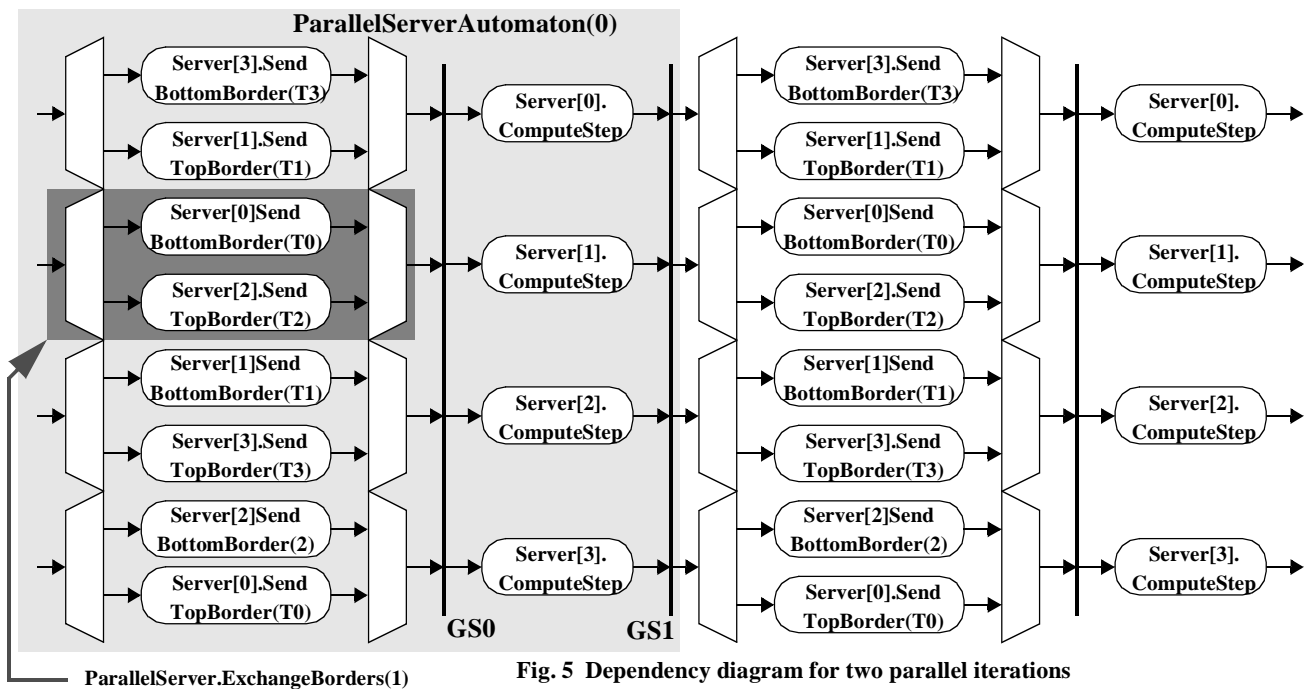 ParallelServerAutomaton(0)
Server[3].Send
BottomBorder(T3)
Server[1].Send
TopBorder(T1)
Server[0]Send
BottomBorder(T0)
Server[2].Send
TopBorder(T2)
Server[1]Send
BottomBorder(T1)
Server[3].Send
TopBorder(T3)
Server[2]Send
BottomBorder(2)
Server[0].Send
TopBorder(T0)
Server[0].
ComputeStep
Server[1].
ComputeStep
Server[2].
ComputeStep
Server[3].
ComputeStep
GS0
GS1
Server[3].Send
BottomBorder(T3)
Server[1].Send
TopBorder(T1)
Server[0]Send
BottomBorder(T0)
Server[2].Send
TopBorder(T2)
Server[1]Send
BottomBorder(T1)
Server[3].Send
TopBorder(T3)
Server[2]Send
BottomBorder(2)
Server[0].Send
TopBorder(T0)
Server[0].
ComputeStep
Server[1].
ComputeStep
Server[2].
ComputeStep
Server[3].
ComputeStep
ParallelServer.ExchangeBorders(1)
Fig. 5 Dependency diagram for two parallel iterations